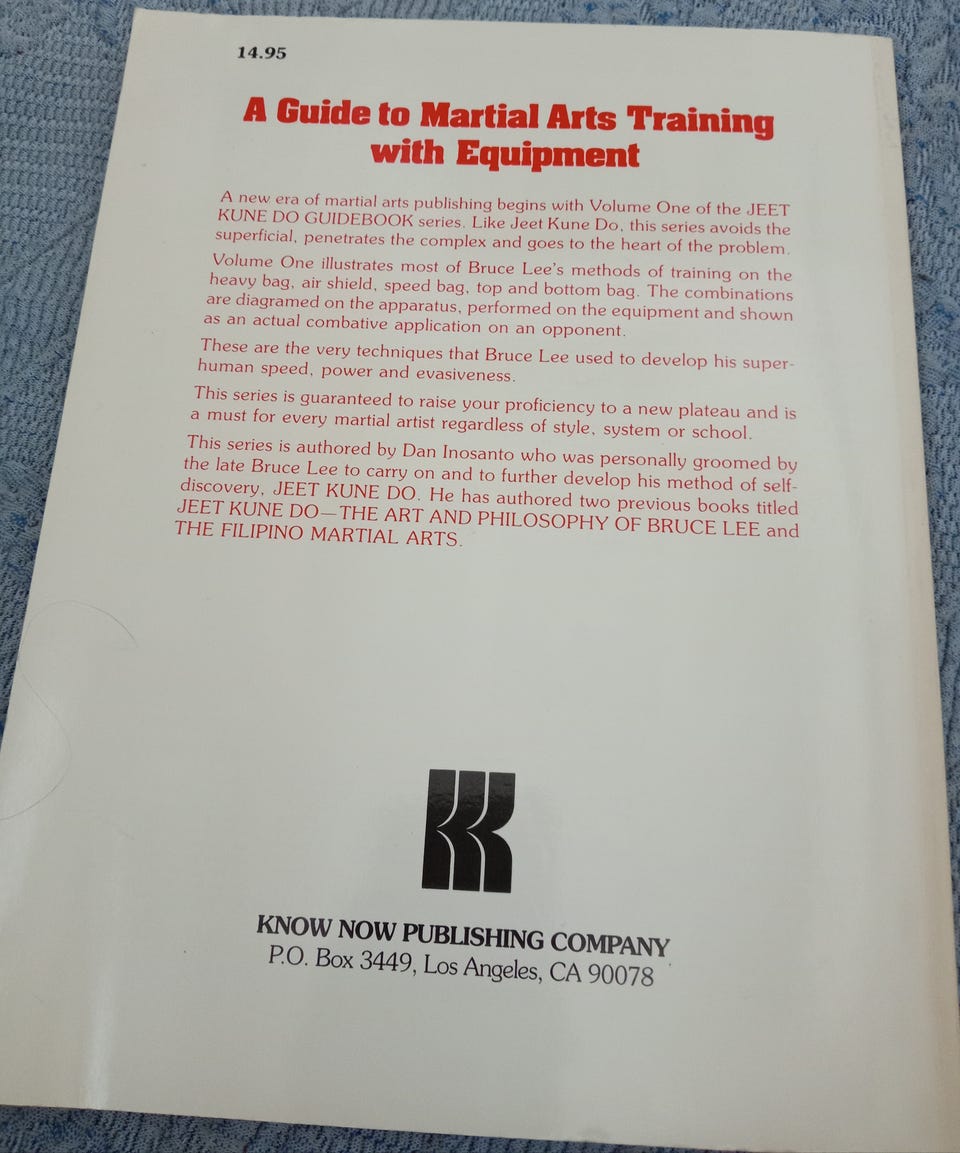 14.95
A Guide to Martial Arts Training
with Equipment
A new era of martial arts publishing begins with Volume One of the JEET
KUNE DO GUIDEBOOK series. Like Jeet Kune Do, this series avoids the
superficial, penetrates the complex and goes to the heart of the problem.
Volume One illustrates most of Bruce Lee's methods of training on the
heavy bag, air shield, speed bag, top and bottom bag. The combinations
are diagramed on the apparatus, performed on the equipment and shown
as an actual combative application on an opponent.
These are the very techniques that Bruce Lee used to develop his super-
human speed, power and evasiveness.
This series is guaranteed to raise your proficiency to a new plateau and is
a must for every martial artist regardless of style, system or school.
This series is authored by Dan Inosanto who was personally groomed by
the late Bruce Lee to carry on and to further develop his method of self-
discovery, JEET KUNE DO. He has authored two previous books titled
JEET KUNE DO—THE ART AND PHILOSOPHY OF BRUCE LEE and
THE FILIPINO MARTIAL ARTS.
KNOW NOW PUBLISHING COMPANY
P.O. Box 3449, Los Angeles, CA 90078